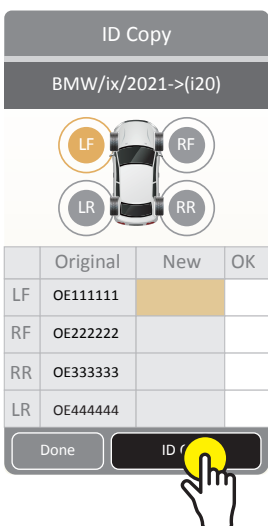 ID Copy
BMW/ix/2021->(i20)
LF RF
LR RR
Original New OK
LF OE111111
RF OE222222
RR OE333333
LR OE444444
Done ID